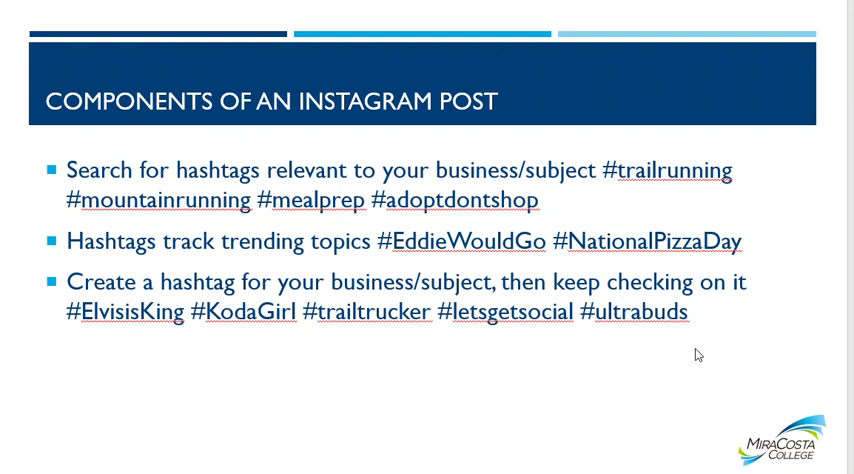 COMPONENTS OF AN INSTAGRAM POST
Search for hashtags relevant to your business/subject #trailrunning
#mountainrunning #mealprep #adoptdontshop
Hashtags track trending topics #EddieWouldGo #NationalPizzaDay
Create a hashtag for your business/subject, then keep checking on it
#ElvisisKing #KodaGirl #trailtrucker #letsgetsocial #ultrabuds
MIRACOSTA
COLLEGE